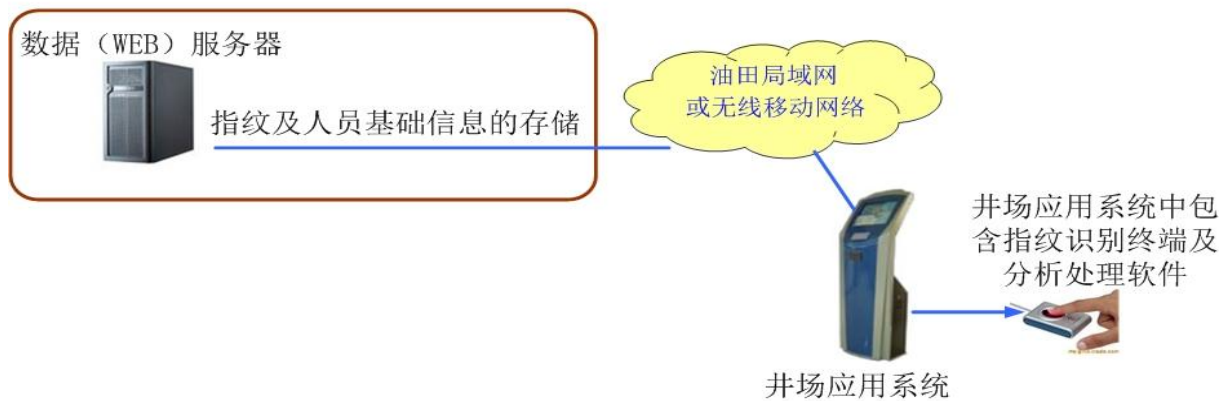 数据（WEB）服务器
指纹及人员基础信息的存储
油田局域网
或无线移动网络
井场应用系统中包
含指纹识别终端及
分析处理软件
井场应用系统